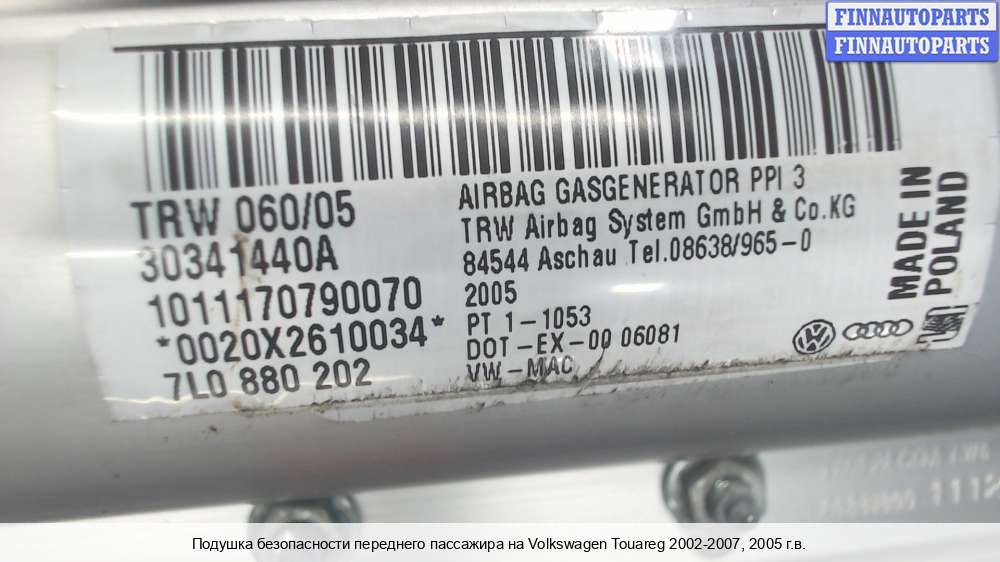 FINNAUTOPARTS
FINNAUTOPARTS
TRW 060/05
30341440A
1011170790070
*0020X2610034*
7L0 880 202
AIRBAG GASGENERATOR PPI 3
TRW Airbag System GmbH & Co.KG
84544 Aschau Tel.08638/965-0
2005
PT 1-1053
DOT-EX-00 06081
VW-MAC
MADE IN
POLAND
Подушка безопасности переднего пассажира на Volkswagen Touareg 2002-2007, 2005 г.в.